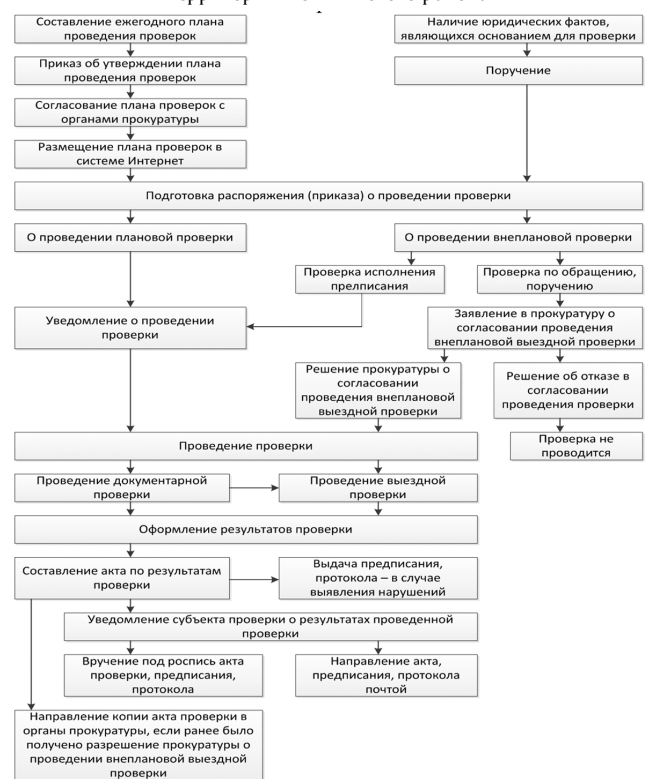 Составление ежегодного плана
проведения проверок
Наличие юридических фактов,
являющихся основанием для проверки
Приказ об утверждении плана
проведения проверок
Поручение
Согласование плана проверок с
органами прокуратуры
Размещение плана проверок в
системе Интернет
Подготовка распоряжения (приказа) о проведении проверки
О проведении плановой проверки
О проведении внеплановой проверки
Проверка исполнения
прелписания
Проверка по обращению,
поручению
Уведомление о проведении
проверки
Заявление в прокуратуру о
согласовании проведения
внеплановой выездной проверки
Решение прокуратуры о
согласовании
проведения внеплановой
выездной проверки
Решение об отказе в
согласовании
проведения проверки
Проведение проверки
Проверка не
проводится
Проведение документарной
проверки
Проведение выездной
проверки
Оформление результатов проверки
Составление акта по результатам
проверки
Выдача предписания,
протокола – в случае
выявления нарушений
Уведомление субъекта проверки о результатах проведенной
проверки
Вручение под роспись акта
проверки, предписания,
протокола
Направление акта,
предписания, протокола
почтой
Направление копии акта проверки в
органы прокуратуры, если ранее было
получено разрешение прокуратуры о
проведении внеплановой выездной
проверки